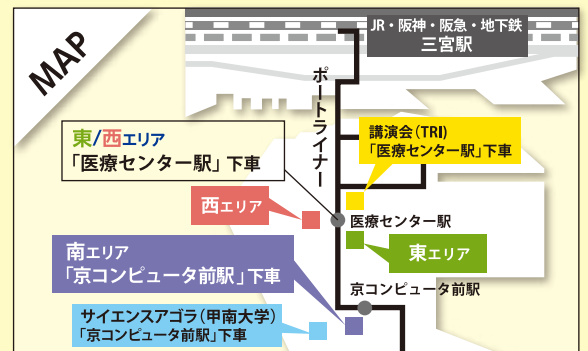 MAP
JR・阪神・阪急・地下鉄
三宮駅
ポートライナー
東/西エリア
「医療センター駅」下車
講演会（TRI）
「医療センター駅」下車
西エリア
医療センター駅
東エリア
南エリア
「京コンピュータ前駅」下車
京コンピュータ前駅
サイエンスアゴラ（甲南大学）
「京コンピュータ前駅」下車